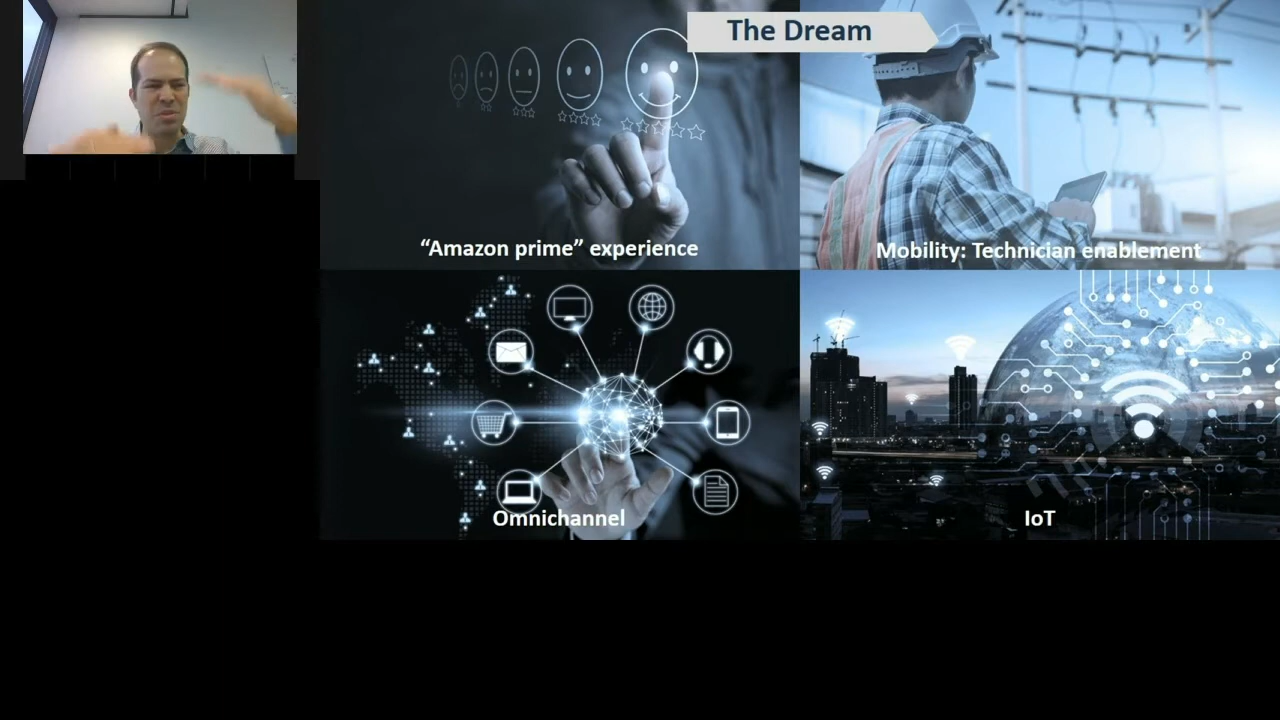 The Dream
“Amazon prime” experience
Mobility: Technician enablement
Omnichannel
IoT